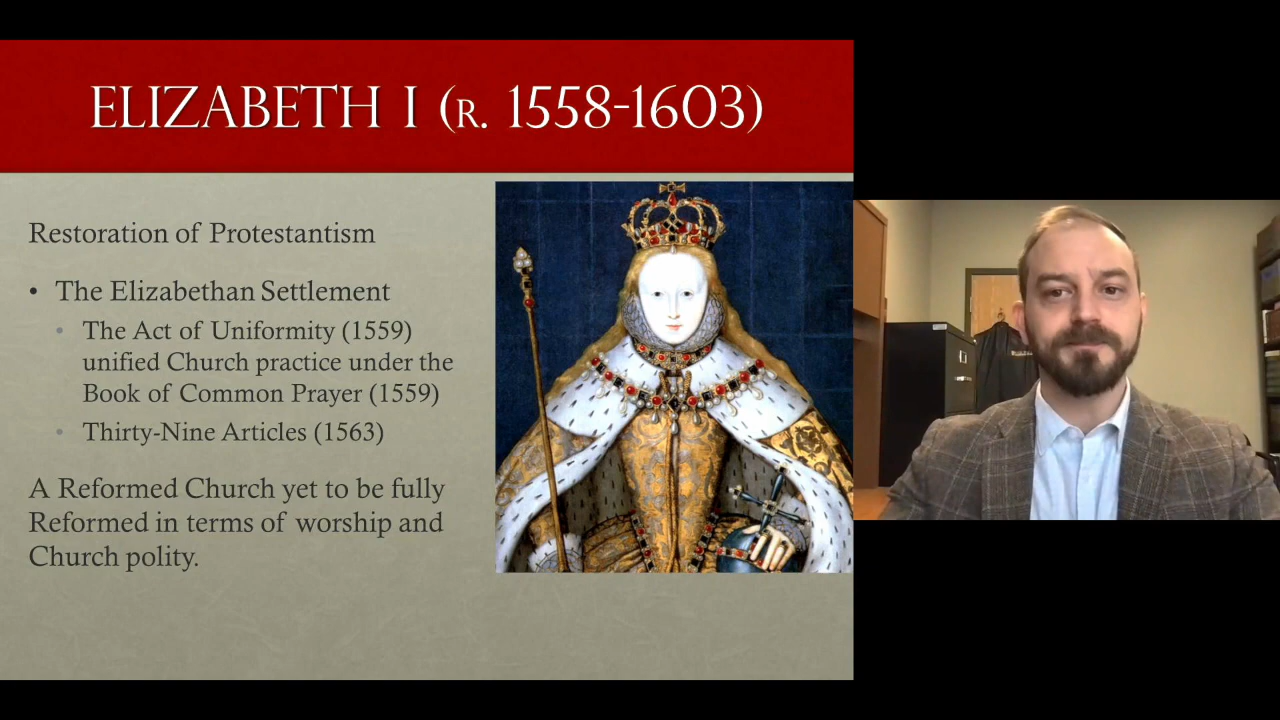 ELIZABETH I (R. 1558-1603)
Restoration of Protestantism
• The Elizabethan Settlement
• The Act of Uniformity (1559)
unified Church practice under the
Book of Common Prayer (1559)
• Thirty-Nine Articles (1563)
A Reformed Church yet to be fully
Reformed in terms of worship and
Church polity.